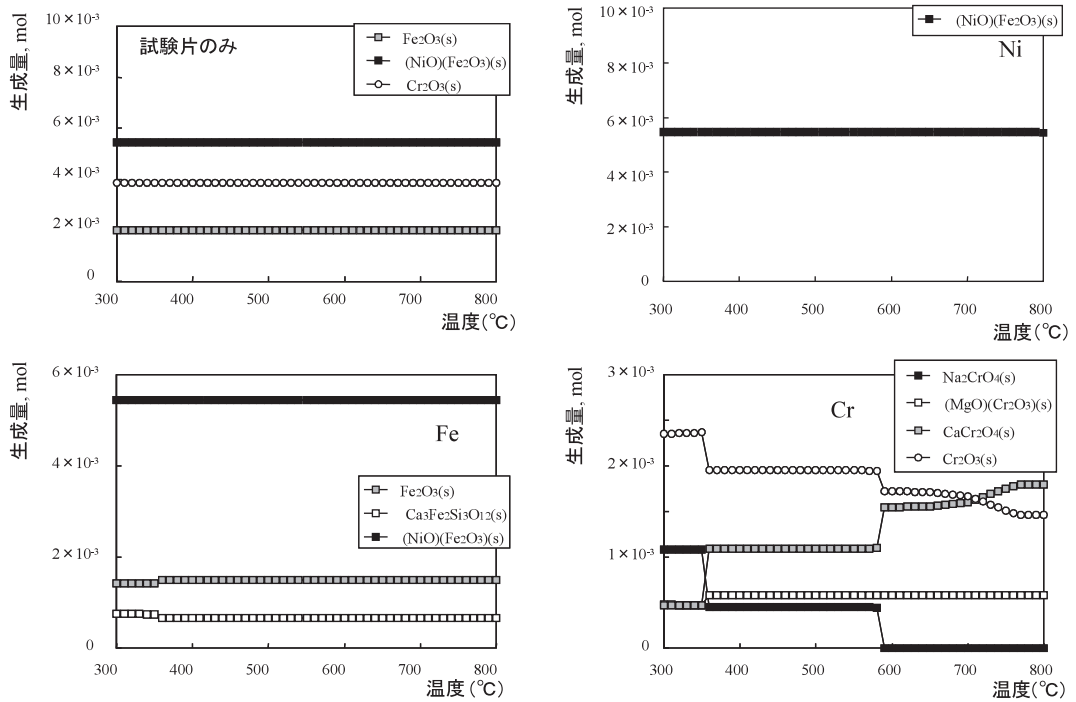 生成量, mol
10×10-3
8×10-3
6×10-3
4×10-3
2×10-3
0
試験片のみ
Fe2O3(s)
(NiO)(Fe2O3)(s)
Cr2O3(s)
300 400 500 600 700 800
温度(℃)
生成量, mol
10×10-3
8×10-3
6×10-3
4×10-3
2×10-3
0
(NiO)(Fe2O3)(s)
Ni
300 400 500 600 700 800
温度(℃)
生成量, mol
6×10-3
4×10-3
2×10-3
0
Fe
Fe2O3(s)
Ca3Fe2Si3O12(s)
(NiO)(Fe2O3)(s)
300 400 500 600 700 800
温度(℃)
生成量, mol
3×10-3
2×10-3
1×10-3
0
Cr
Na2CrO4(s)
(MgO)(Cr2O3)(s)
CaCr2O4(s)
Cr2O3(s)
300 400 500 600 700 800
温度(℃)